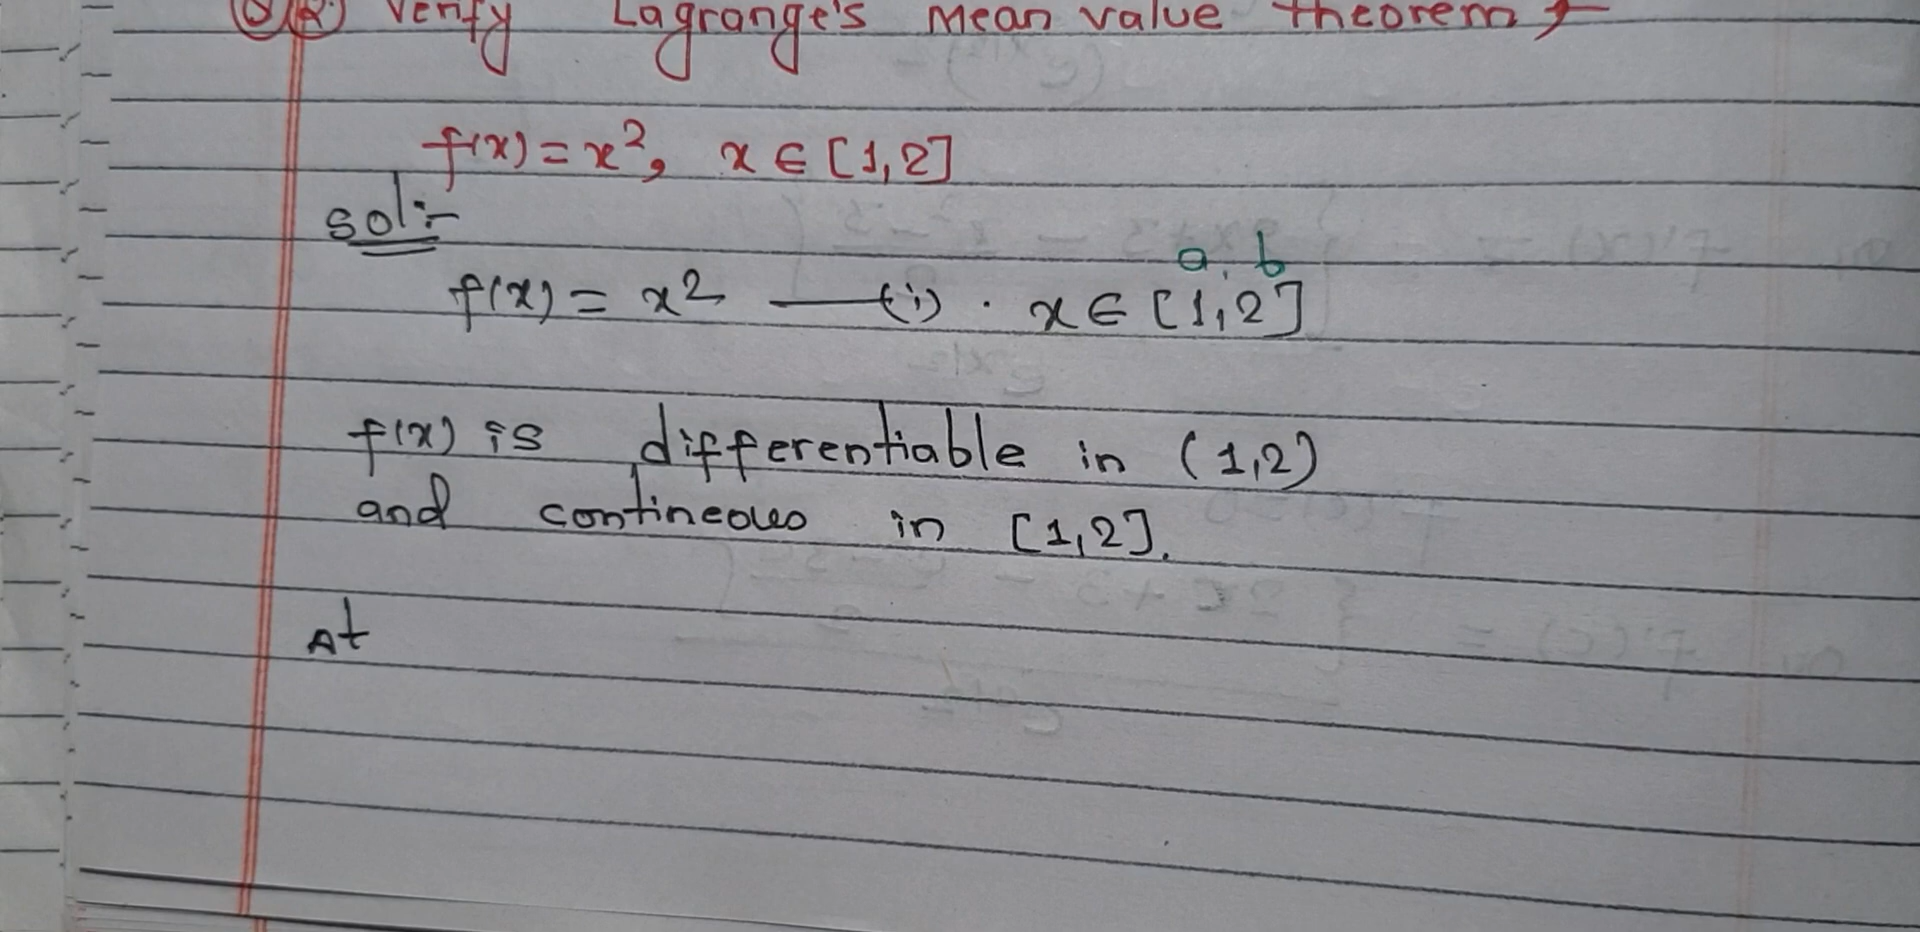 Q(2) Verify Lagrange's Mean value theorem,
f(x) = x², x ∈ [1,2]
sol:-
a, b
f(x) = x² —(i) . x ∈ [1,2]
f(x) is differentiable in (1,2)
and contineous in [1,2].
At